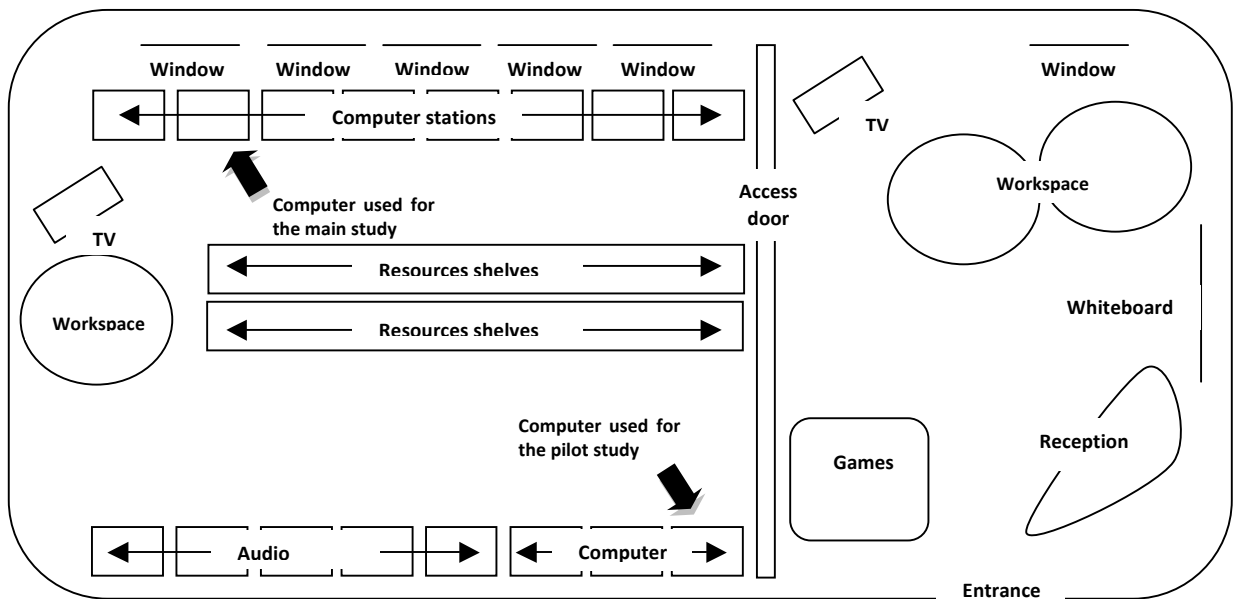 Window Window Window Window Window
Window
Computer stations
TV
Access
door
Workspace
Computer used for
the main study
TV
Resources shelves
Whiteboard
Workspace
Resources shelves
Computer used for
the pilot study
Reception
Games
Audio
Computer
Entrance